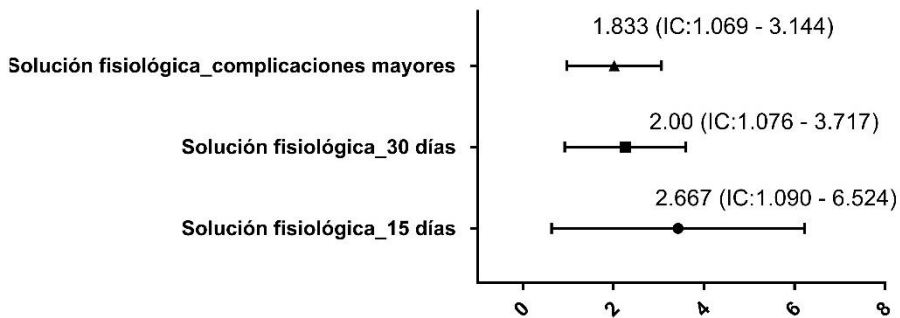 1.833 (IC:1.069 - 3.144)
Solución fisiológica_complicaciones mayores
2.00 (IC:1.076 - 3.717)
Solución fisiológica_30 días
2.667 (IC:1.090 - 6.524)
Solución fisiológica_15 días
0 2 4 6 8